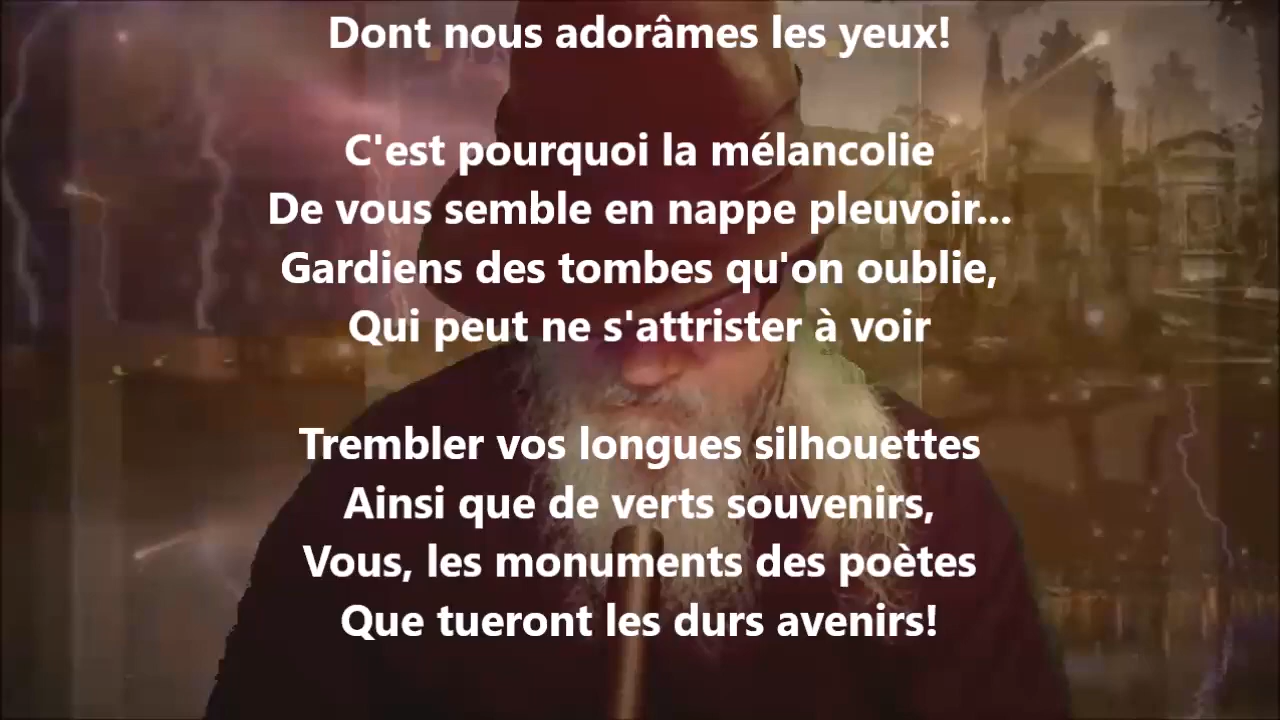 Dont nous adorâmes les yeux!
C'est pourquoi la mélancolie
De vous semble en nappe pleuvoir...
Gardiens des tombes qu'on oublie,
Qui peut ne s'attrister à voir
Trembler vos longues silhouettes
Ainsi que de verts souvenirs,
Vous, les monuments des poètes
Que tueront les durs avenirs!